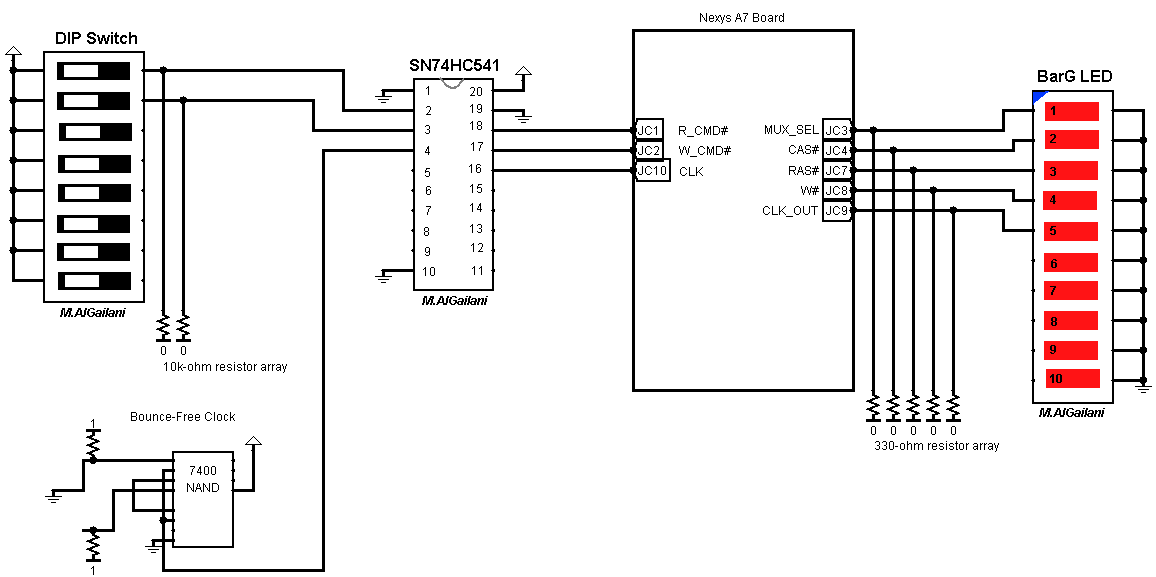 Nexys A7 Board
DIP Switch
SN74HC541
BarG LED
1 20
2 19
3 18
4 17
5 16
6 15
7 14
8 13
9 12
10 11
M.AlGailani
M.AlGailani
JC1 R_CMD#
JC2 W_CMD#
JC10 CLK
MUX_SEL JC3
CAS# JC4
RAS# JC7
W# JC8
CLK_OUT JC9
1
2
3
4
5
6
7
8
9
10
M.AlGailani
0 0
10k-ohm resistor array
0 0 0 0 0
330-ohm resistor array
Bounce-Free Clock
1
7400
NAND
1